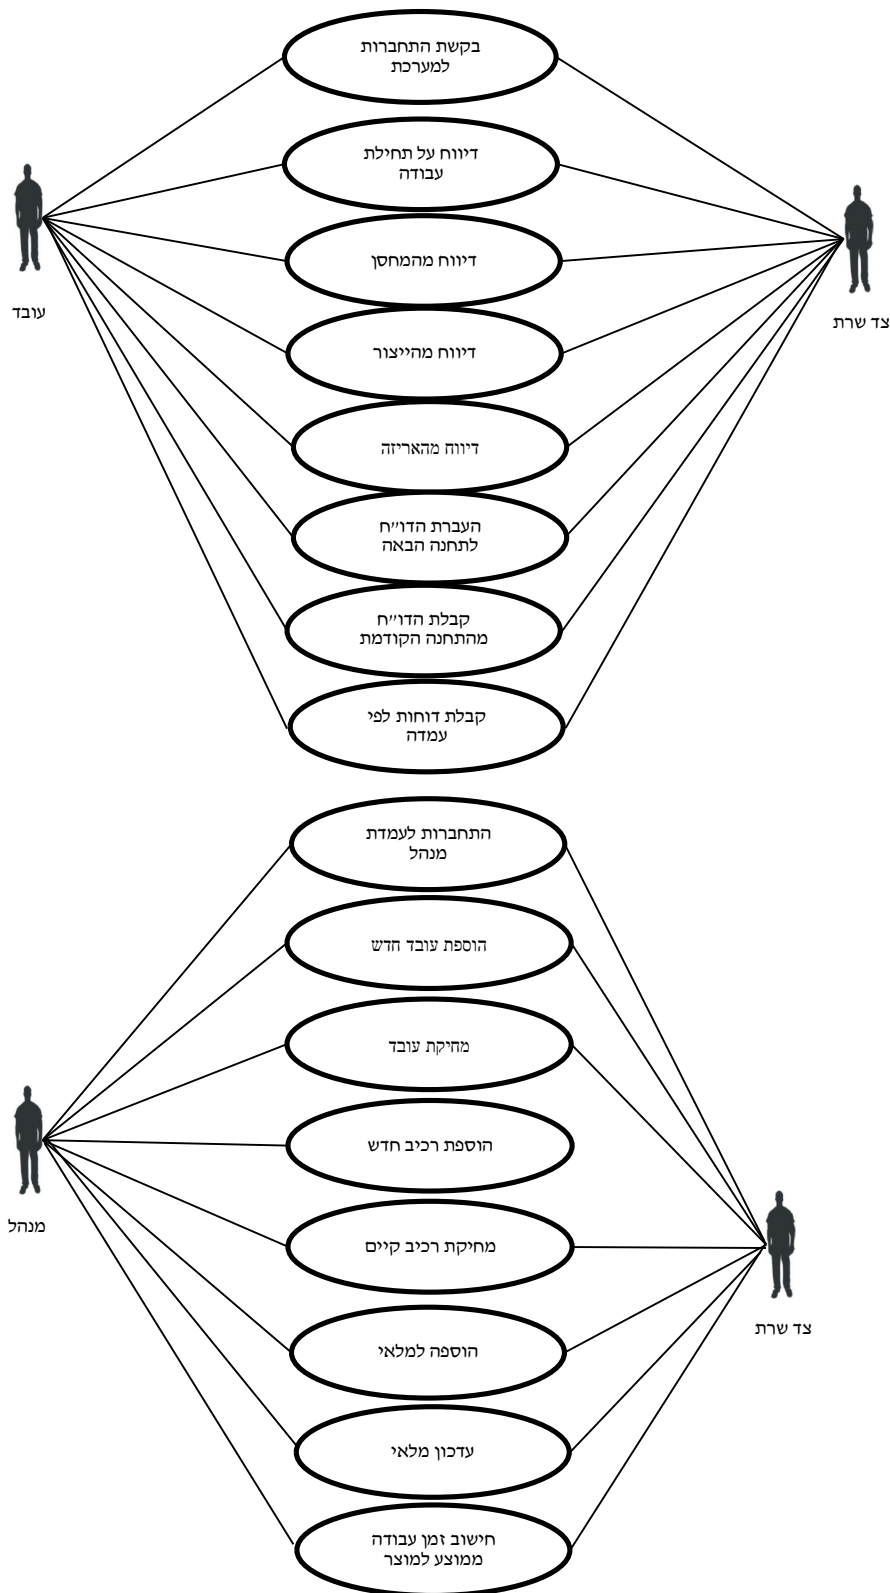 בקשת התחברות
למערכת
דיווח על תחילת
עבודה
דיווח מהמחסן
דיווח מהייצור
דיווח מהאריזה
העברת הדו״ח
לתחנה הבאה
קבלת הדו״ח
מהתחנה הקודמת
קבלת דוחות לפי
עמדה
עובד
צד שרת
התחברות לעמדת
מנהל
הוספת עובד חדש
מחיקת עובד
הוספת רכיב חדש
מחיקת רכיב קיים
הוספה למלאי
עדכון מלאי
חישוב זמן עבודה
ממוצע למוצר
מנהל
צד שרת